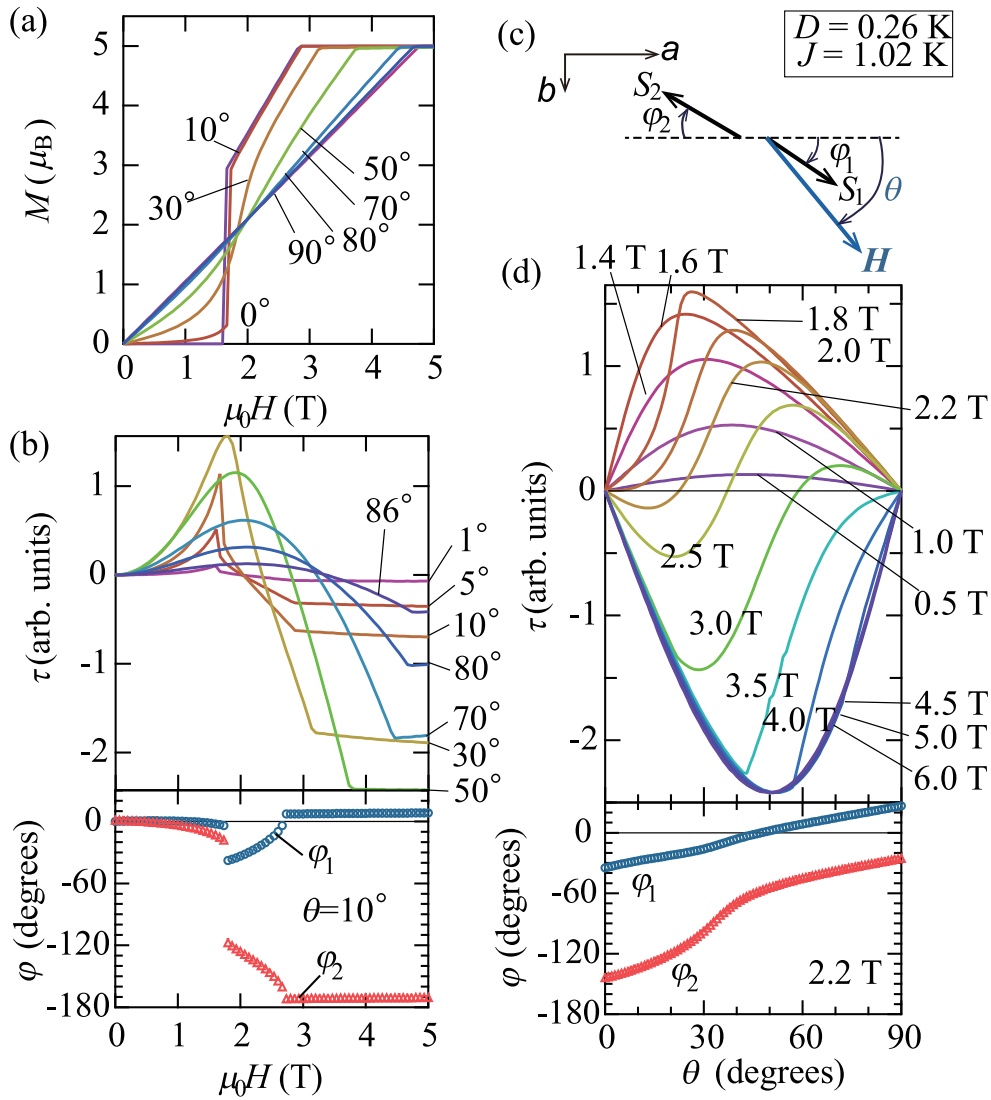 (a)
5
4
3
2
1
0
M (μB)
10°
30°
0°
50°
70°
80°
90°
0 1 2 3 4 5
μ0H (T)
(c)
a
b
D = 0.26 K
J = 1.02 K
S2
φ2
φ1
S1
θ
H
(b)
1
0
-1
-2
τ(arb. units)
86°
1°
5°
10°
80°
70°
30°
50°
0
-60
-120
-180
φ (degrees)
φ1
θ=10°
φ2
0 1 2 3 4 5
μ0H (T)
(d)
1
0
-1
-2
τ(arb. units)
1.4 T
1.6 T
1.8 T
2.0 T
2.2 T
1.0 T
0.5 T
2.5 T
3.0 T
3.5 T
4.0 T
4.5 T
5.0 T
6.0 T
0
-60
-120
-180
φ (degrees)
φ1
φ2
2.2 T
0 30 60 90
θ (degrees)